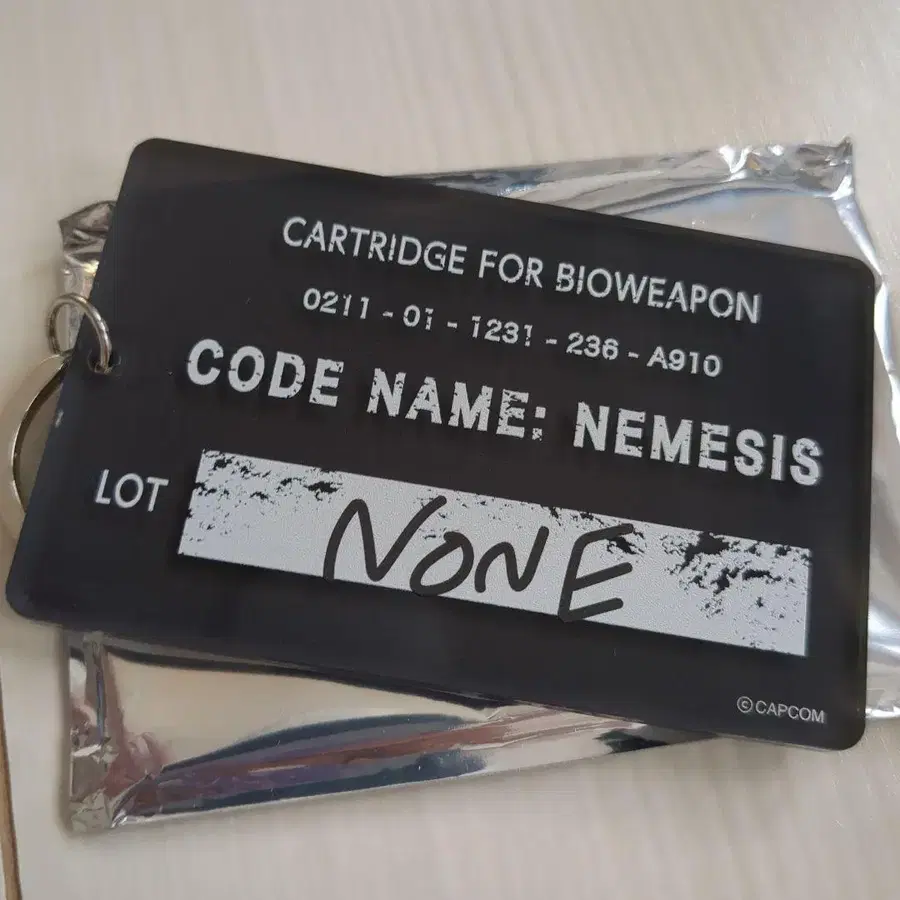 CARTRIDGE FOR BIOWEAPON
0211 - 01 - 1231 - 236 - A910
CODE NAME: NEMESIS
LOT NONE
©CAPCOM